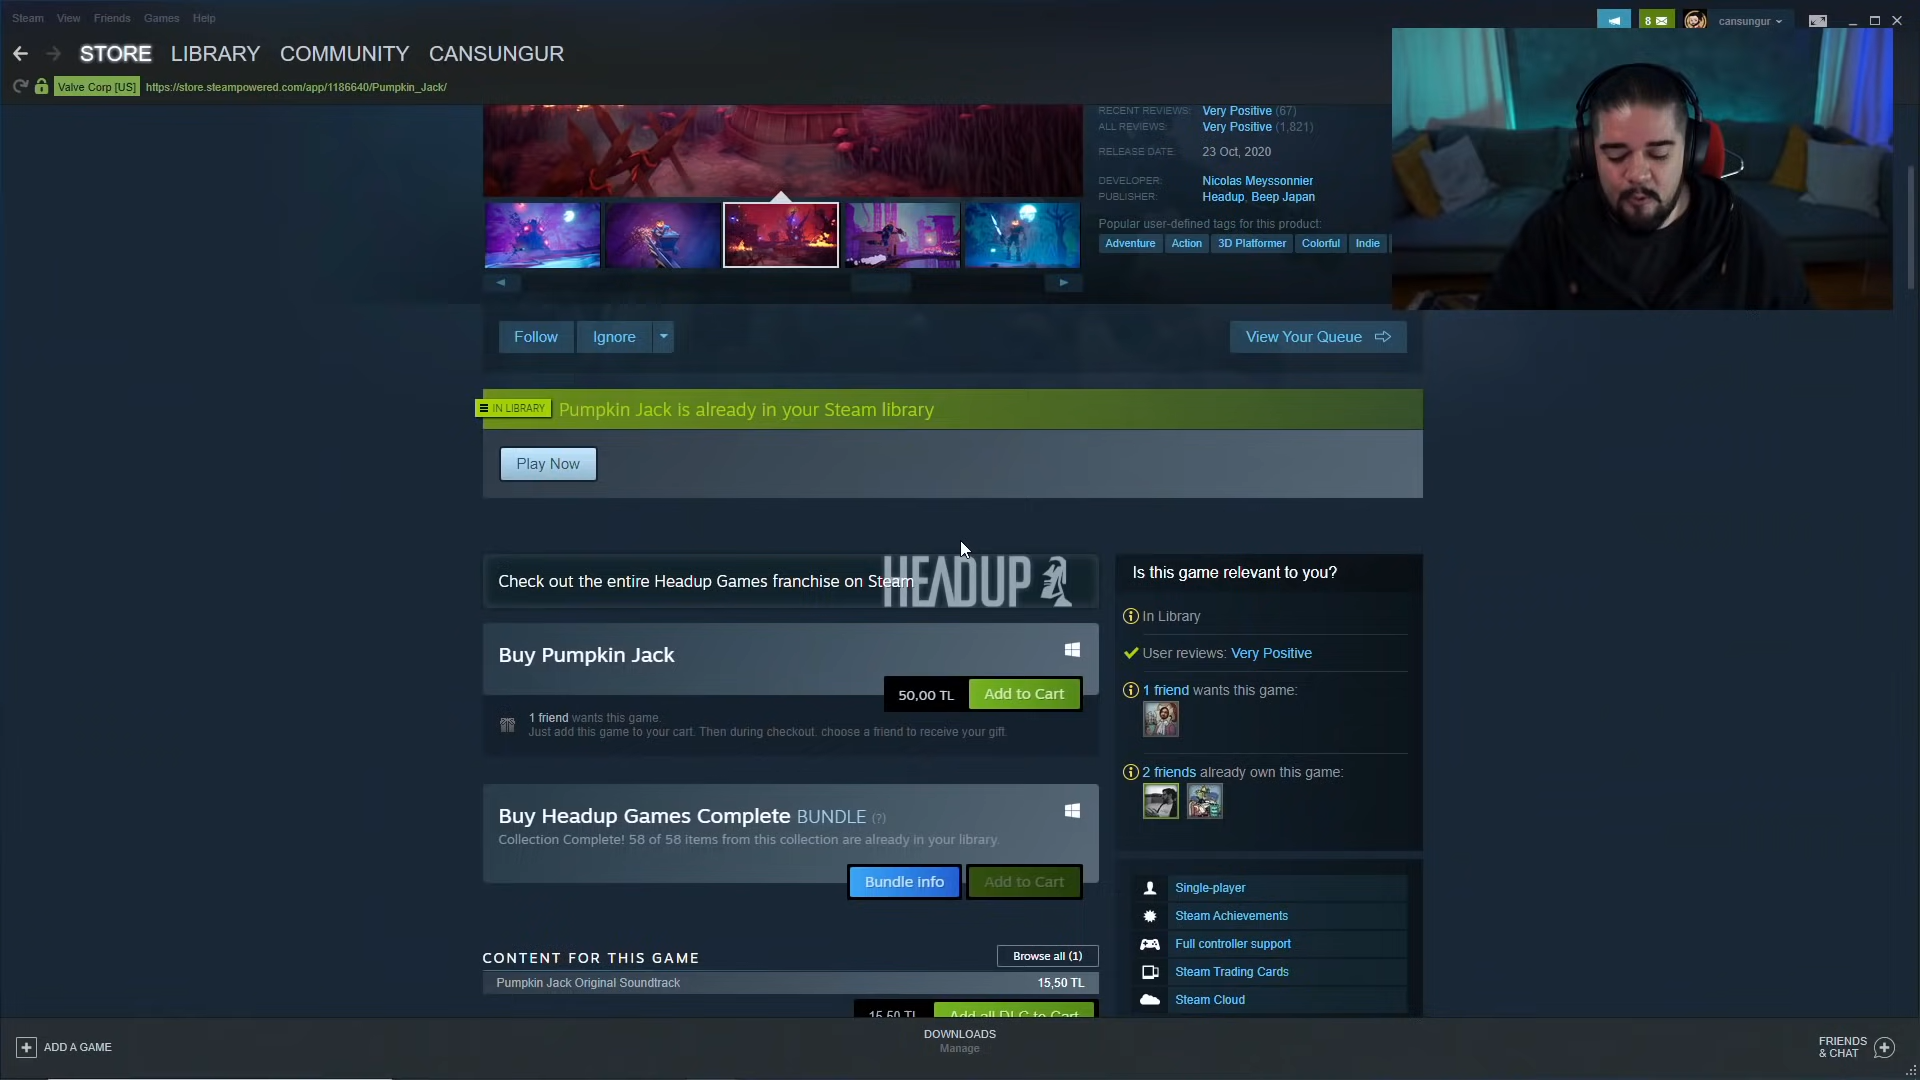 Steam View Friends Games Help
8
cansungur
STORE LIBRARY COMMUNITY CANSUNGUR
Valve Corp [US] https://store.steampowered.com/app/1186640/Pumpkin_Jack/
RECENT REVIEWS: Very Positive (67)
ALL REVIEWS: Very Positive (1,821)
RELEASE DATE: 23 Oct, 2020
DEVELOPER: Nicolas Meyssonnier
PUBLISHER: Headup, Beep Japan
Popular user-defined tags for this product:
Adventure Action 3D Platformer Colorful Indie
Follow Ignore View Your Queue
IN LIBRARY Pumpkin Jack is already in your Steam library
Play Now
Check out the entire Headup Games franchise on Steam
HEADUP
Buy Pumpkin Jack
50,00 TL Add to Cart
1 friend wants this game.
Just add this game to your cart. Then during checkout, choose a friend to receive your gift.
Buy Headup Games Complete BUNDLE (?)
Collection Complete! 58 of 58 items from this collection are already in your library.
Bundle info Add to Cart
CONTENT FOR THIS GAME Browse all (1)
Pumpkin Jack Original Soundtrack 15,50 TL
15,50 TL Add all DLC to Cart
Is this game relevant to you?
In Library
User reviews: Very Positive
1 friend wants this game:
2 friends already own this game:
Single-player
Steam Achievements
Full controller support
Steam Trading Cards
Steam Cloud
ADD A GAME
DOWNLOADS
Manage
FRIENDS
& CHAT